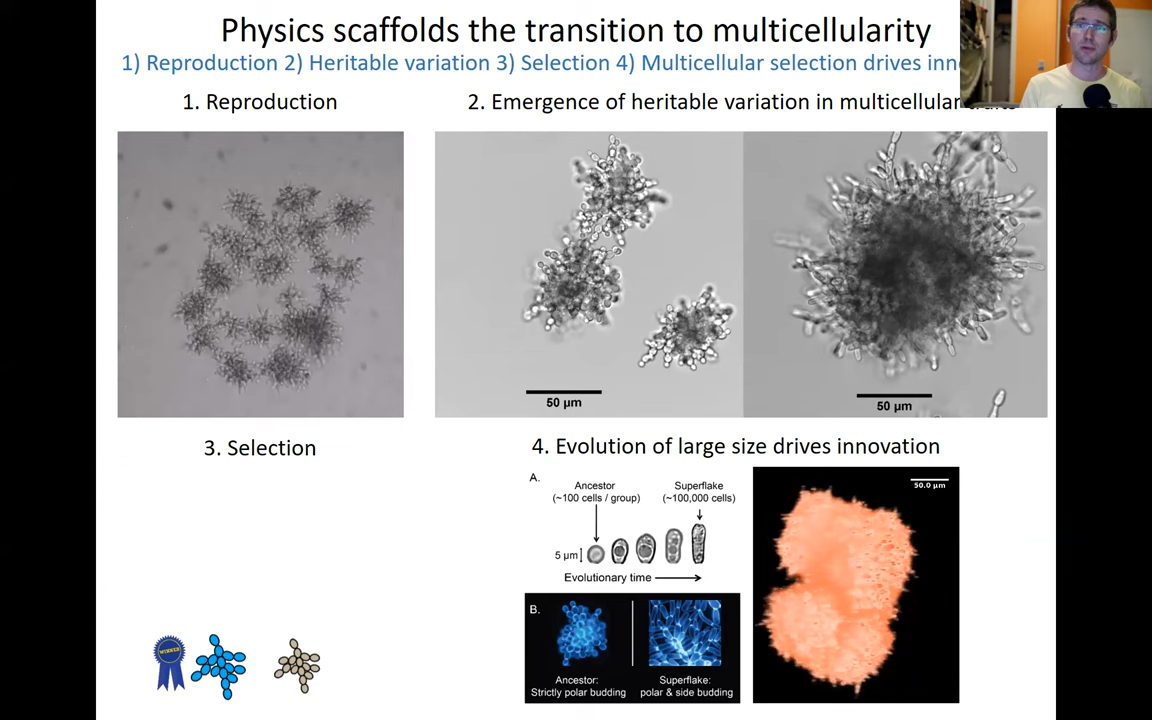 Physics scaffolds the transition to multicellularity
1) Reproduction 2) Heritable variation 3) Selection 4) Multicellular selection drives
1. Reproduction
2. Emergence of heritable variation in multicellular
50 µm
50 µm
3. Selection
4. Evolution of large size drives innovation
A.
Ancestor
(~100 cells / group)
Superflake
(~100,000 cells)
5 µm
Evolutionary time
B.
Ancestor:
Strictly polar budding
Superflake:
polar & side budding
50.0 µm
WINNER